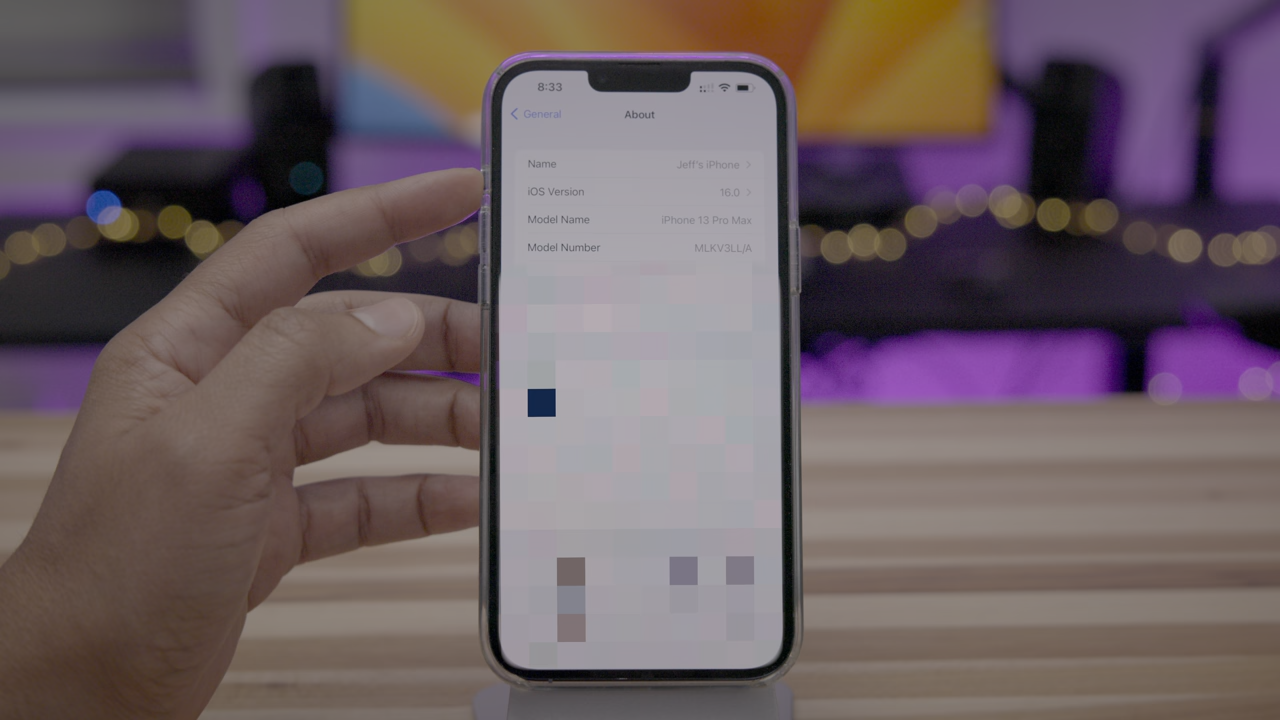 8:33
General
About
Name Jeff's iPhone
iOS Version 16.0
Model Name iPhone 13 Pro Max
Model Number MLKV3LL/A